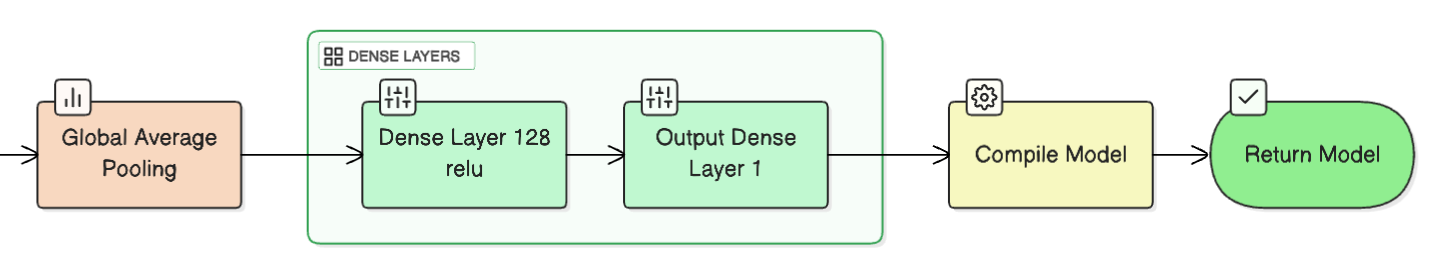 DENSE LAYERS
Global Average
Pooling
Dense Layer 128
relu
Output Dense
Layer 1
Compile Model
Return Model